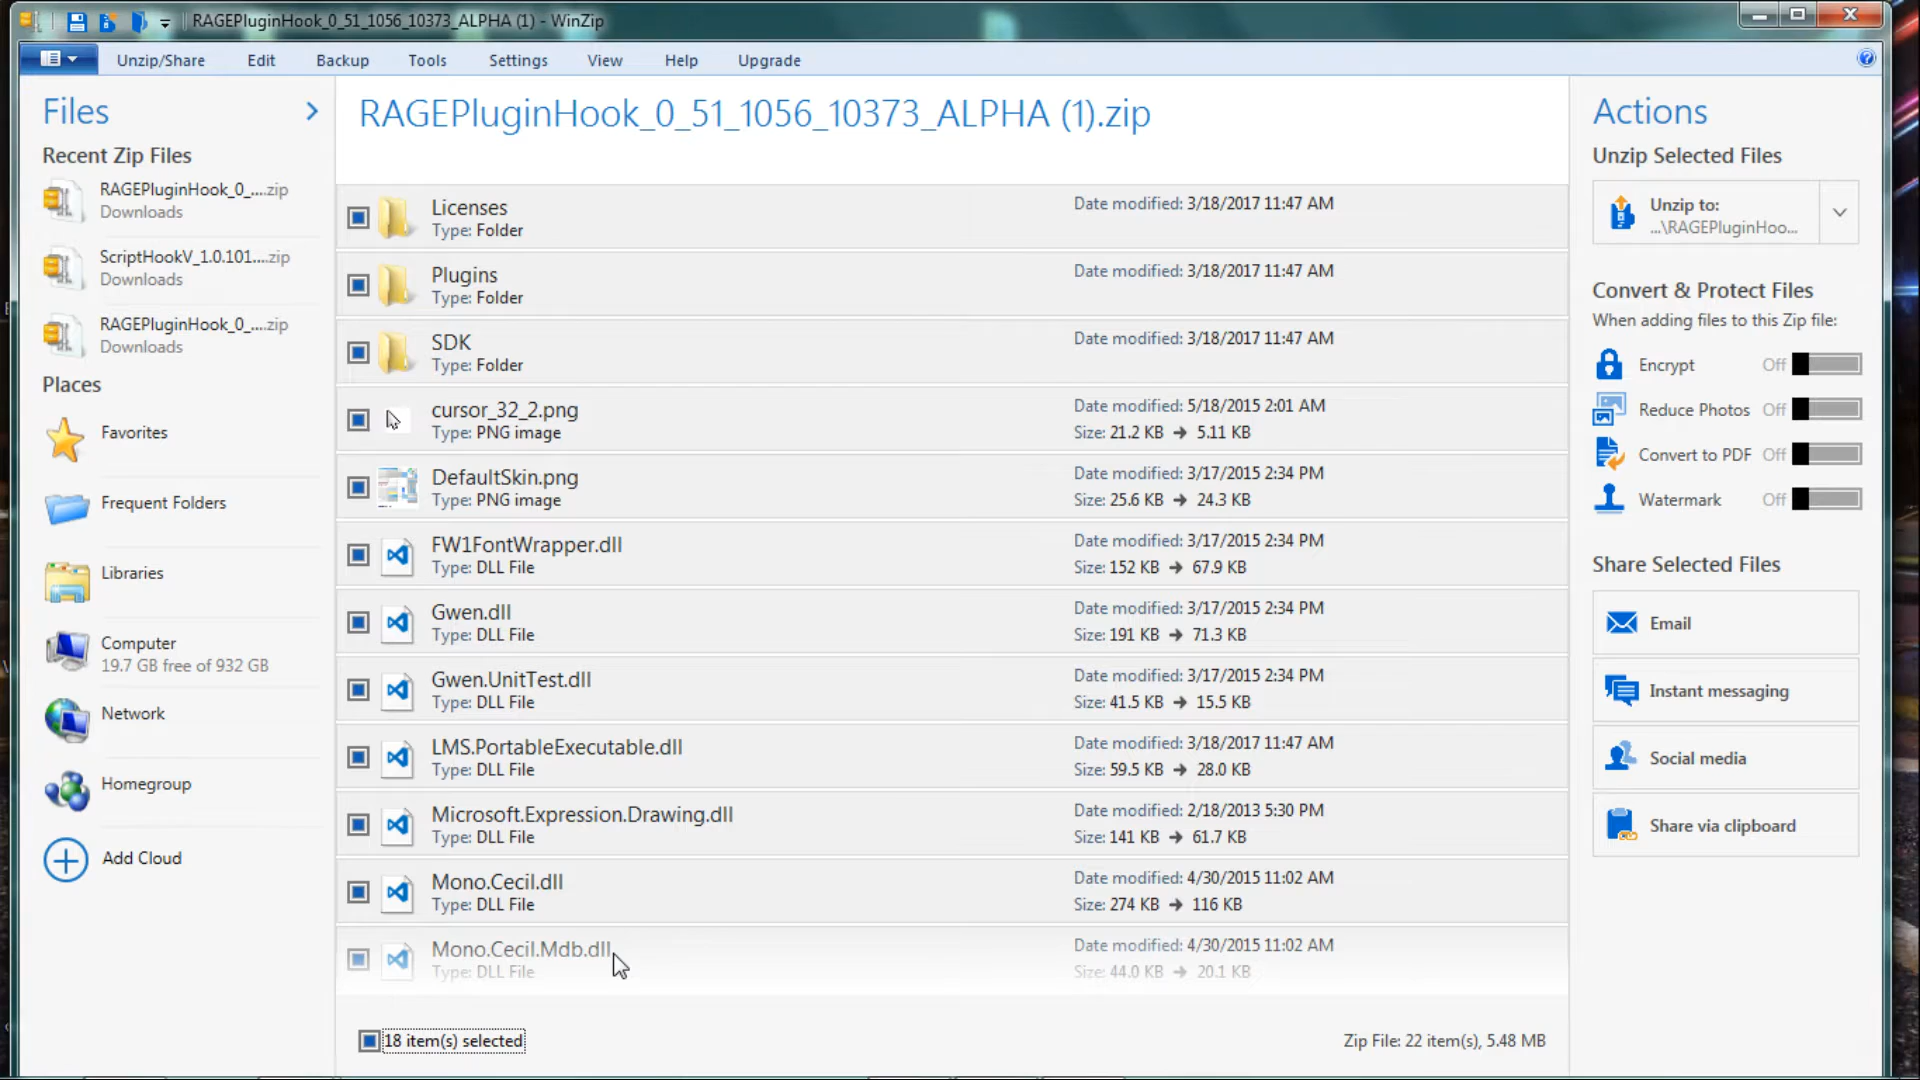 RAGEPluginHook_0_51_1056_10373_ALPHA (1) - WinZip
Unzip/Share Edit Backup Tools Settings View Help Upgrade
Files
Recent Zip Files
RAGEPluginHook_0_....zip
Downloads
ScriptHookV_1.0.101....zip
Downloads
RAGEPluginHook_0_....zip
Downloads
Places
Favorites
Frequent Folders
Libraries
Computer
19.7 GB free of 932 GB
Network
Homegroup
Add Cloud
RAGEPluginHook_0_51_1056_10373_ALPHA (1).zip
Licenses
Type: Folder
Date modified: 3/18/2017 11:47 AM
Plugins
Type: Folder
Date modified: 3/18/2017 11:47 AM
SDK
Type: Folder
Date modified: 3/18/2017 11:47 AM
cursor_32_2.png
Type: PNG image
Date modified: 5/18/2015 2:01 AM
Size: 21.2 KB → 5.11 KB
DefaultSkin.png
Type: PNG image
Date modified: 3/17/2015 2:34 PM
Size: 25.6 KB → 24.3 KB
FW1FontWrapper.dll
Type: DLL File
Date modified: 3/17/2015 2:34 PM
Size: 152 KB → 67.9 KB
Gwen.dll
Type: DLL File
Date modified: 3/17/2015 2:34 PM
Size: 191 KB → 71.3 KB
Gwen.UnitTest.dll
Type: DLL File
Date modified: 3/17/2015 2:34 PM
Size: 41.5 KB → 15.5 KB
LMS.PortableExecutable.dll
Type: DLL File
Date modified: 3/18/2017 11:47 AM
Size: 59.5 KB → 28.0 KB
Microsoft.Expression.Drawing.dll
Type: DLL File
Date modified: 2/18/2013 5:30 PM
Size: 141 KB → 61.7 KB
Mono.Cecil.dll
Type: DLL File
Date modified: 4/30/2015 11:02 AM
Size: 274 KB → 116 KB
Mono.Cecil.Mdb.dll
Type: DLL File
Date modified: 4/30/2015 11:02 AM
Size: 44.0 KB → 20.1 KB
18 item(s) selected
Zip File: 22 item(s), 5.48 MB
Actions
Unzip Selected Files
Unzip to:
...\RAGEPluginHoo...
Convert & Protect Files
When adding files to this Zip file:
Encrypt Off
Reduce Photos Off
Convert to PDF Off
Watermark Off
Share Selected Files
Email
Instant messaging
Social media
Share via clipboard